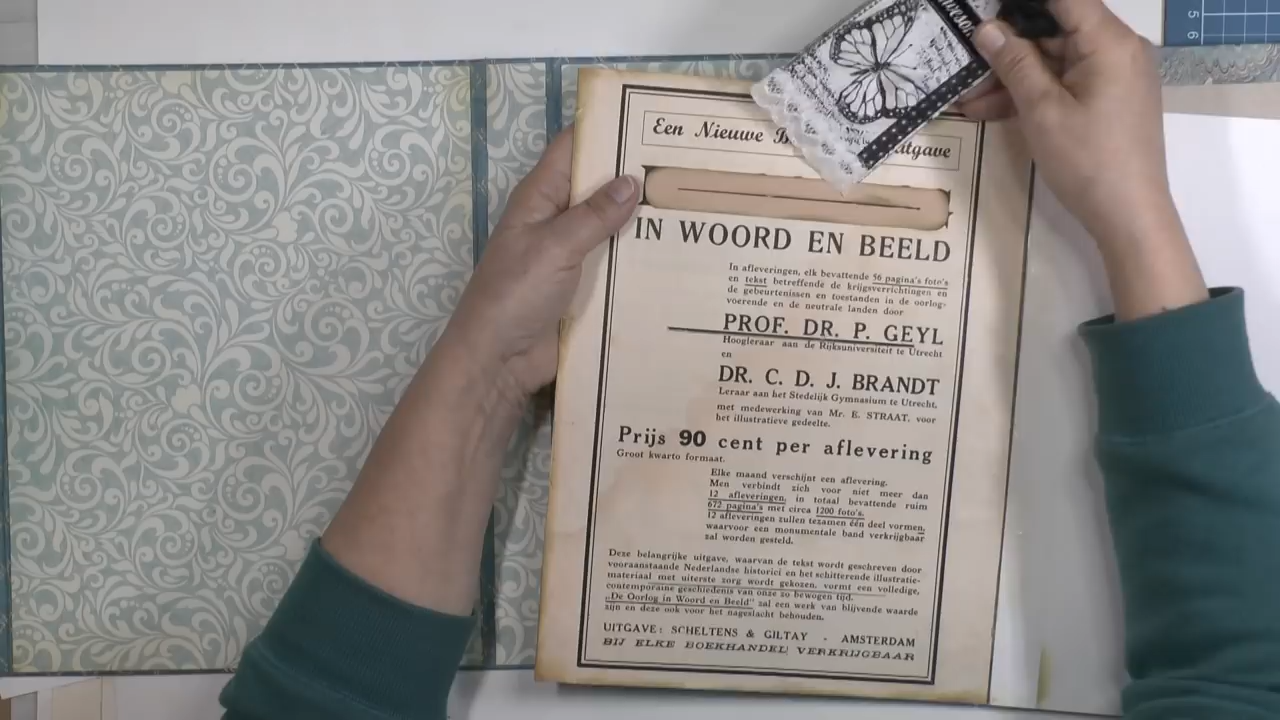 Een Nieuwe
IN WOORD EN BEELD
In afleveringen, elk bevattende 56 pagina's foto's
en tekst betreffende de krijgsverrichtingen en
de gebeurtenissen en toestanden in de oorlog-
voerende en de neutrale landen door
PROF. DR. P. GEYL
Hoogleraar aan de Rijksuniversiteit te Utrecht
en
DR. C. D. J. BRANDT
Leraar aan het Stedelijk Gymnasium te Utrecht,
met medewerking van Mr. E. STRAAT, voor
het illustratieve gedeelte.
Prijs 90 cent per aflevering
Groot kwarto formaat.
Elke maand verschijnt een aflevering.
Men verbindt zich voor niet meer dan
12 afleveringen, in totaal bevattende ruim
672 pagina's met circa 1200 foto's.
12 afleveringen zullen tezamen één deel vormen,
waarvoor een monumentale band verkrijgbaar
zal worden gesteld.
Deze belangrijke uitgave, waarvan de tekst wordt geschreven door
vooraanstaande Nederlandse historici en het schitterende illustratie-
materiaal met uiterste zorg wordt gekozen, vormt een volledige,
contemporaine geschiedenis van onze zo bewogen tijd.
„De Oorlog in Woord en Beeld" zal een werk van blijvende waarde
zijn en deze ook voor het nageslacht behouden.
UITGAVE: SCHELTENS & GILTAY - AMSTERDAM
BIJ ELKE BOEKHANDEL VERKRIJGBAAR
5
6